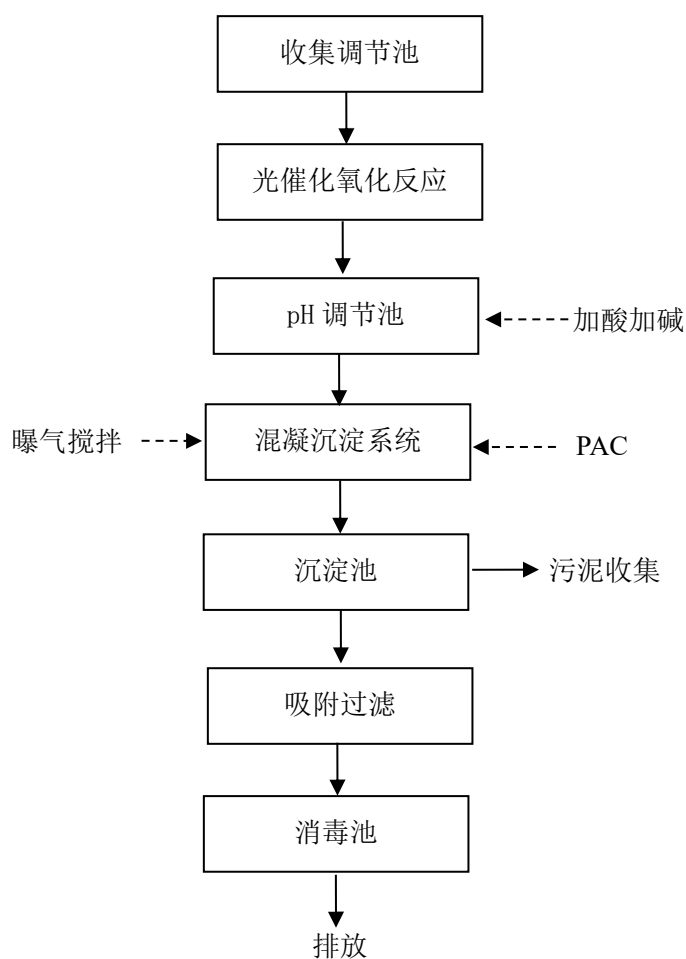 收集调节池
光催化氧化反应
pH 调节池
加酸加碱
曝气搅拌
混凝沉淀系统
PAC
沉淀池
污泥收集
吸附过滤
消毒池
排放